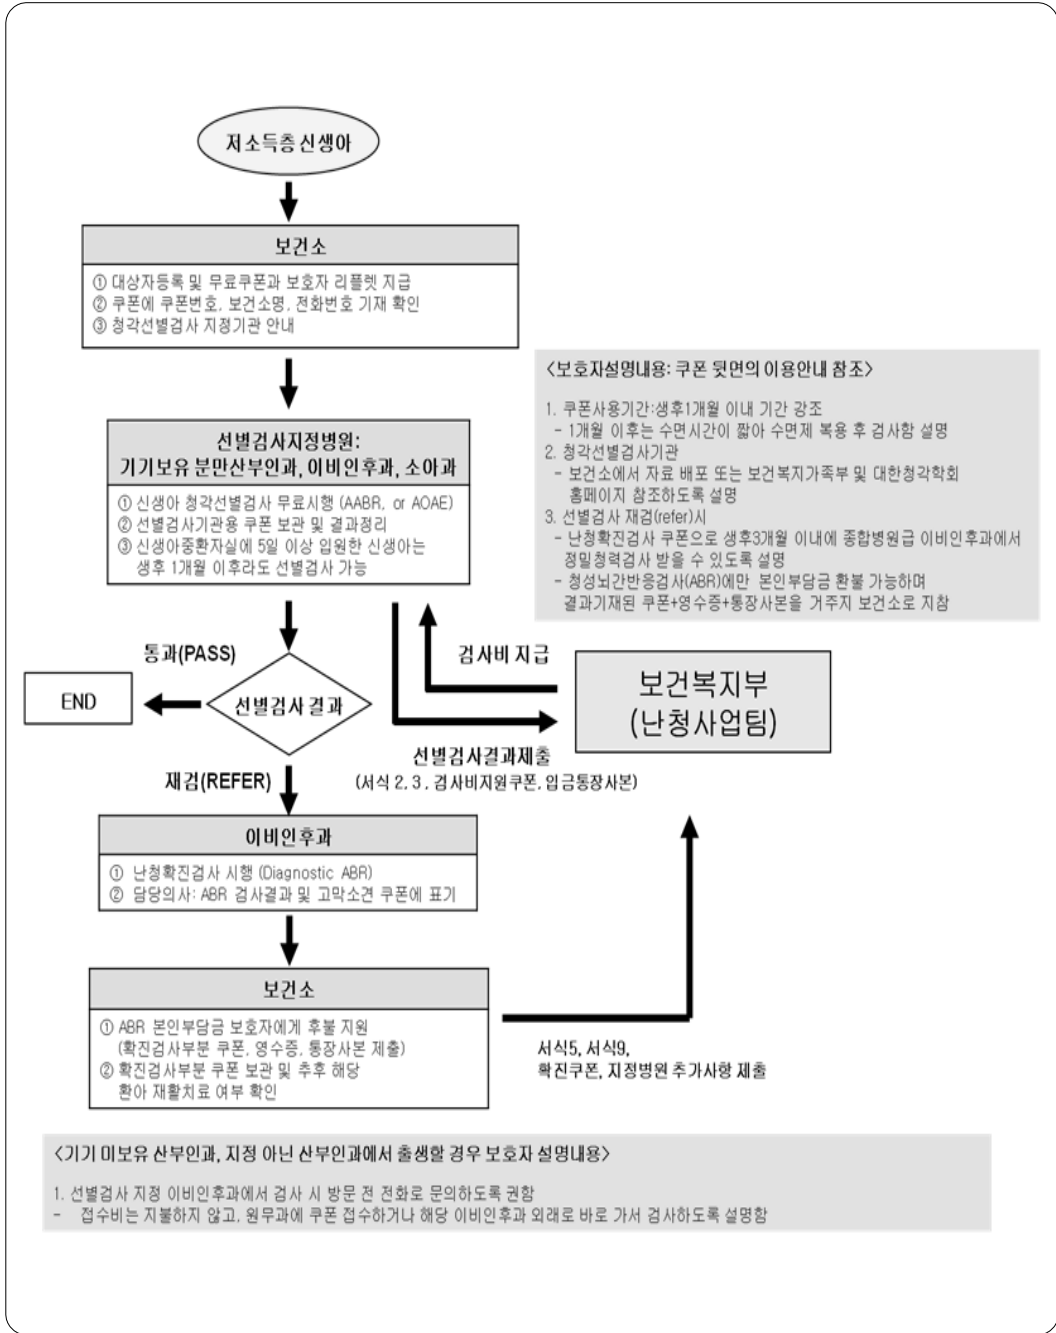 저소득층 신생아
보건소
① 대상자등록 및 무료쿠폰과 보호자 리플렛 지급
② 쿠폰에 쿠폰번호, 보건소명, 전화번호 기재 확인
③ 청각선별검사 지정기관 안내
<보호자설명내용: 쿠폰 뒷면의 이용안내 참조>
1. 쿠폰사용기간:생후1개월 이내 기간 강조
- 1개월 이후는 수면시간이 짧아 수면제 복용 후 검사함 설명
2. 청각선별검사기관
- 보건소에서 자료 배포 또는 보건복지가족부 및 대한청각학회
홈페이지 참조하도록 설명
3. 선별검사 재검(refer)시
- 난청확진검사 쿠폰으로 생후3개월 이내에 종합병원급 이비인후과에서
정밀청력검사 받을 수 있도록 설명
- 청성뇌간반응검사(ABR)에만 본인부담금 환불 가능하며
결과기재된 쿠폰+영수증+통장사본을 거주지 보건소로 지참
선별검사지정병원:
기기보유 분만산부인과, 이비인후과, 소아과
① 신생아 청각선별검사 무료시행 (AABR, or AOAE)
② 선별검사기관용 쿠폰 보관 및 결과정리
③ 신생아중환자실에 5일 이상 입원한 신생아는
생후 1개월 이후라도 선별검사 가능
통과(PASS)
END
선별검사 결과
검사비 지급
보건복지부
(난청사업팀)
선별검사결과제출
(서식 2, 3 , 검사비지원쿠폰, 입금통장사본)
재검(REFER)
이비인후과
① 난청확진검사 시행 (Diagnostic ABR)
② 담당의사: ABR 검사결과 및 고막소견 쿠폰에 표기
보건소
① ABR 본인부담금 보호자에게 후불 지원
(확진검사부분 쿠폰, 영수증, 통장사본 제출)
② 확진검사부분 쿠폰 보관 및 추후 해당
환아 재활치료 여부 확인
서식5, 서식9,
확진쿠폰, 지정병원 추가사항 제출
<기기 미보유 산부인과, 지정 아닌 산부인과에서 출생할 경우 보호자 설명내용>
1. 선별검사 지정 이비인후과에서 검사 시 방문 전 전화로 문의하도록 권함
- 접수비는 지불하지 않고, 원무과에 쿠폰 접수하거나 해당 이비인후과 외래로 바로 가서 검사하도록 설명함